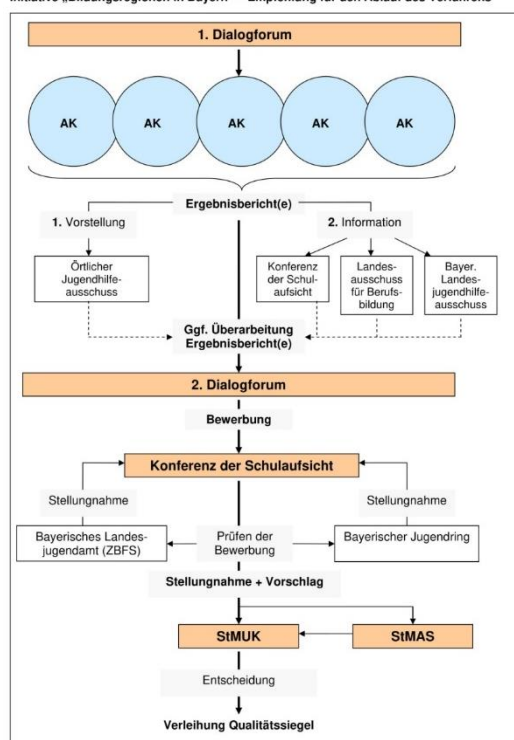 Initiative „Bildungsregionen in Bayern“ – Empfehlung für den Ablauf des Verfahrens
1. Dialogforum
AK AK AK AK AK
Ergebnisbericht(e)
1. Vorstellung
2. Information
Örtlicher
Jugendhilfe-
ausschuss
Konferenz
der Schul-
aufsicht
Landes-
ausschuss
für Berufs-
bildung
Bayer.
Landes-
jugendhilfe-
ausschuss
Ggf. Überarbeitung
Ergebnisbericht(e)
2. Dialogforum
Bewerbung
Konferenz der Schulaufsicht
Stellungnahme
Stellungnahme
Bayerisches Landes-
jugendamt (ZBFS)
Prüfen der
Bewerbung
Bayerischer Jugendring
Stellungnahme + Vorschlag
StMUK
StMAS
Entscheidung
Verleihung Qualitätssiegel